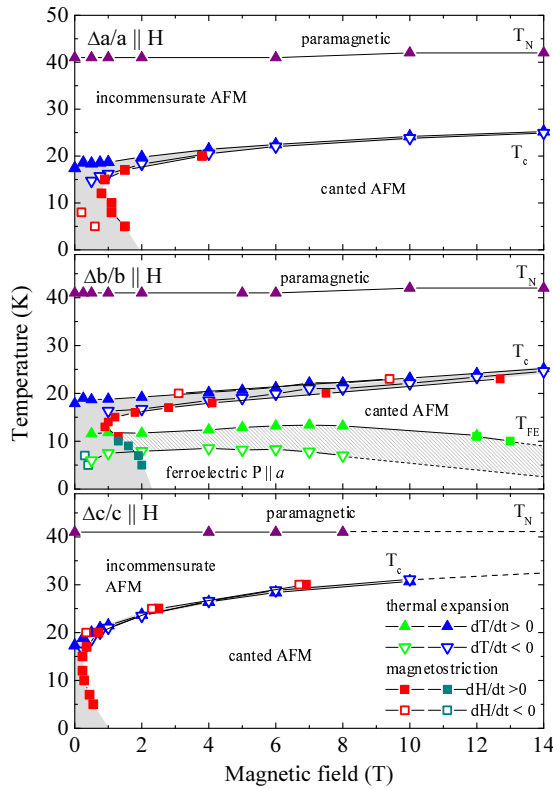 50
Δa/a || H
paramagnetic
T_N
40
incommensurate AFM
30
20
T_c
canted AFM
10
0
Δb/b || H
paramagnetic
T_N
40
30
T_c
20
canted AFM
T_FE
10
ferroelectric P || a
0
Temperature (K)
Δc/c || H
paramagnetic
T_N
40
incommensurate
AFM
T_c
30
thermal expansion
dT/dt > 0
20
dT/dt < 0
canted AFM
magnetostriction
10
dH/dt >0
dH/dt < 0
0
0 2 4 6 8 10 12 14
Magnetic field (T)